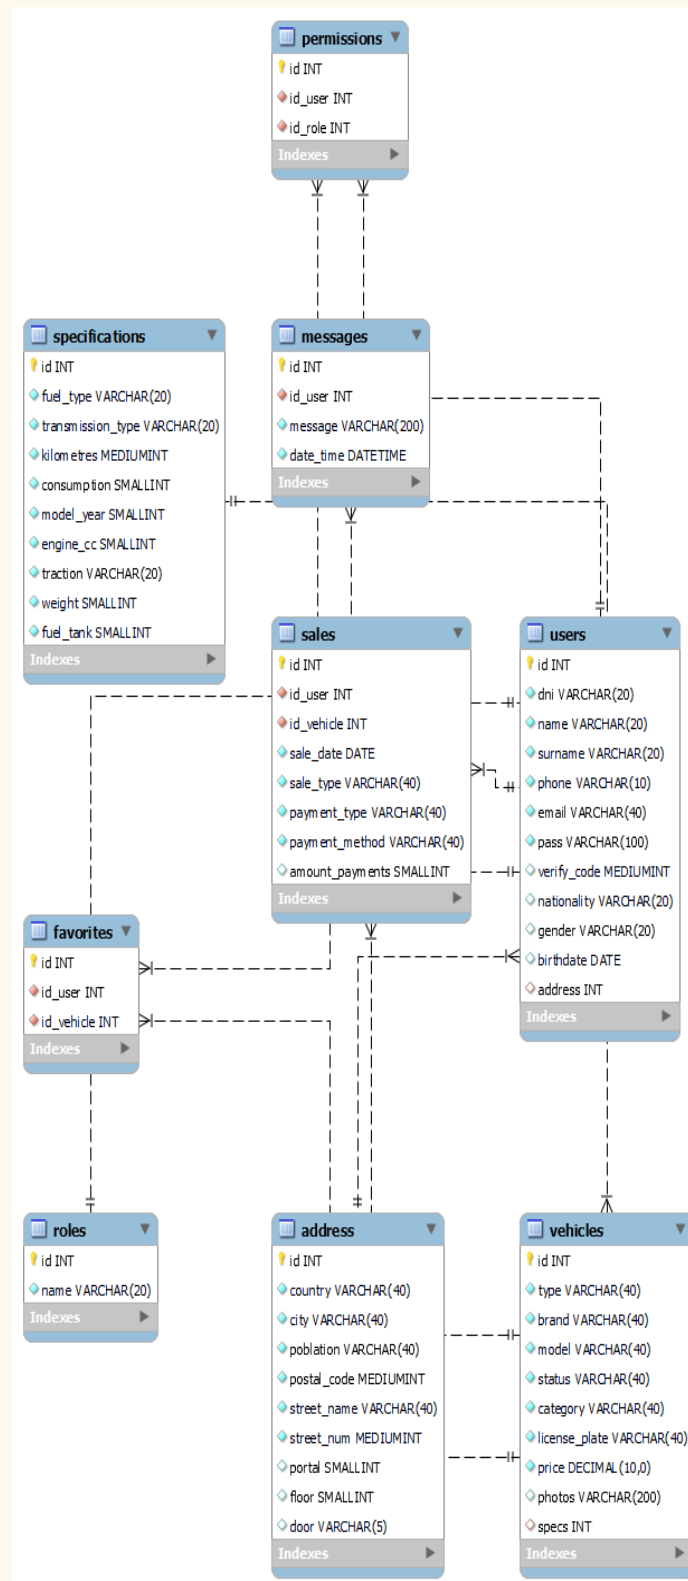 permissions
id INT
id_user INT
id_role INT
Indexes
specifications
id INT
fuel_type VARCHAR(20)
transmission_type VARCHAR(20)
kilometres MEDIUMINT
consumption SMALLINT
model_year SMALLINT
engine_cc SMALLINT
traction VARCHAR(20)
weight SMALLINT
fuel_tank SMALLINT
Indexes
messages
id INT
id_user INT
message VARCHAR(200)
date_time DATETIME
Indexes
sales
id INT
id_user INT
id_vehicle INT
sale_date DATE
sale_type VARCHAR(40)
payment_type VARCHAR(40)
payment_method VARCHAR(40)
amount_payments SMALLINT
Indexes
users
id INT
dni VARCHAR(20)
name VARCHAR(20)
surname VARCHAR(20)
phone VARCHAR(10)
email VARCHAR(40)
pass VARCHAR(100)
verify_code MEDIUMINT
nationality VARCHAR(20)
gender VARCHAR(20)
birthdate DATE
address INT
Indexes
favorites
id INT
id_user INT
id_vehicle INT
Indexes
roles
id INT
name VARCHAR(20)
Indexes
address
id INT
country VARCHAR(40)
city VARCHAR(40)
poblation VARCHAR(40)
postal_code MEDIUMINT
street_name VARCHAR(40)
street_num MEDIUMINT
portal SMALLINT
floor SMALLINT
door VARCHAR(5)
Indexes
vehicles
id INT
type VARCHAR(40)
brand VARCHAR(40)
model VARCHAR(40)
status VARCHAR(40)
category VARCHAR(40)
license_plate VARCHAR(40)
price DECIMAL(10,0)
photos VARCHAR(200)
specs INT
Indexes